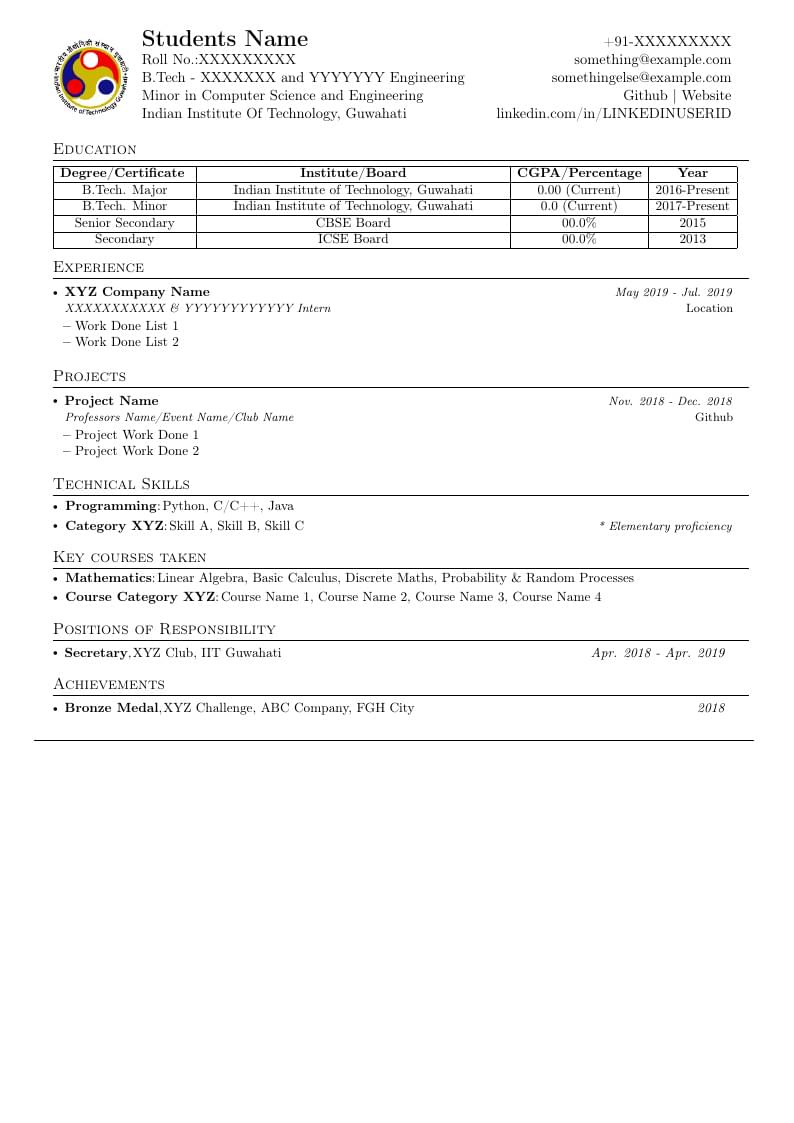 Students Name
Roll No.:XXXXXXXXX
B.Tech - XXXXXXX and YYYYYYY Engineering
Minor in Computer Science and Engineering
Indian Institute Of Technology, Guwahati
+91-XXXXXXXXX
something@example.com
somethingelse@example.com
Github | Website
linkedin.com/in/LINKEDINUSERID
Indian Institute of Technology Guwahati
Education
Degree/Certificate Institute/Board CGPA/Percentage Year
B.Tech. Major Indian Institute of Technology, Guwahati 0.00 (Current) 2016-Present
B.Tech. Minor Indian Institute of Technology, Guwahati 0.0 (Current) 2017-Present
Senior Secondary CBSE Board 00.0% 2015
Secondary ICSE Board 00.0% 2013
Experience
• XYZ Company Name May 2019 - Jul. 2019
XXXXXXXXXXX & YYYYYYYYYYYY Intern Location
– Work Done List 1
– Work Done List 2
Projects
• Project Name Nov. 2018 - Dec. 2018
Professors Name/Event Name/Club Name Github
– Project Work Done 1
– Project Work Done 2
Technical Skills
• Programming: Python, C/C++, Java
• Category XYZ: Skill A, Skill B, Skill C * Elementary proficiency
Key courses taken
• Mathematics: Linear Algebra, Basic Calculus, Discrete Maths, Probability & Random Processes
• Course Category XYZ: Course Name 1, Course Name 2, Course Name 3, Course Name 4
Positions of Responsibility
• Secretary, XYZ Club, IIT Guwahati Apr. 2018 - Apr. 2019
Achievements
• Bronze Medal, XYZ Challenge, ABC Company, FGH City 2018